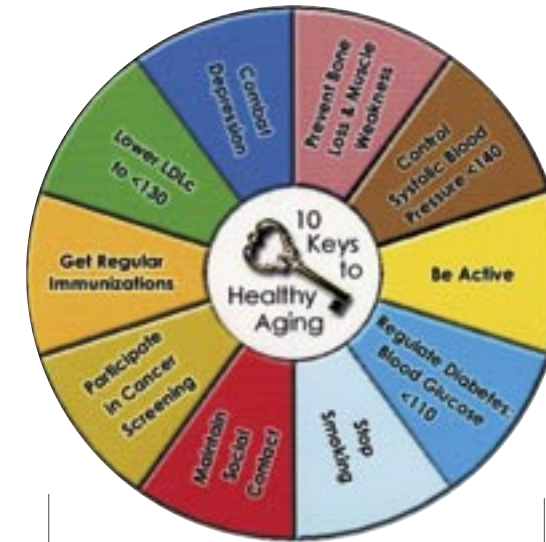 10
Keys
to
Healthy
Aging
Prevent Bone
Loss & Muscle
Weakness
Control
Systolic Blood
Pressure <140
Be Active
Regulate Diabetes:
Blood Glucose
<110
Stop
Smoking
Maintain
Social
Contact
Participate
in Cancer
Screening
Get Regular
Immunizations
Lower LDLc
to <130
Combat
Depression